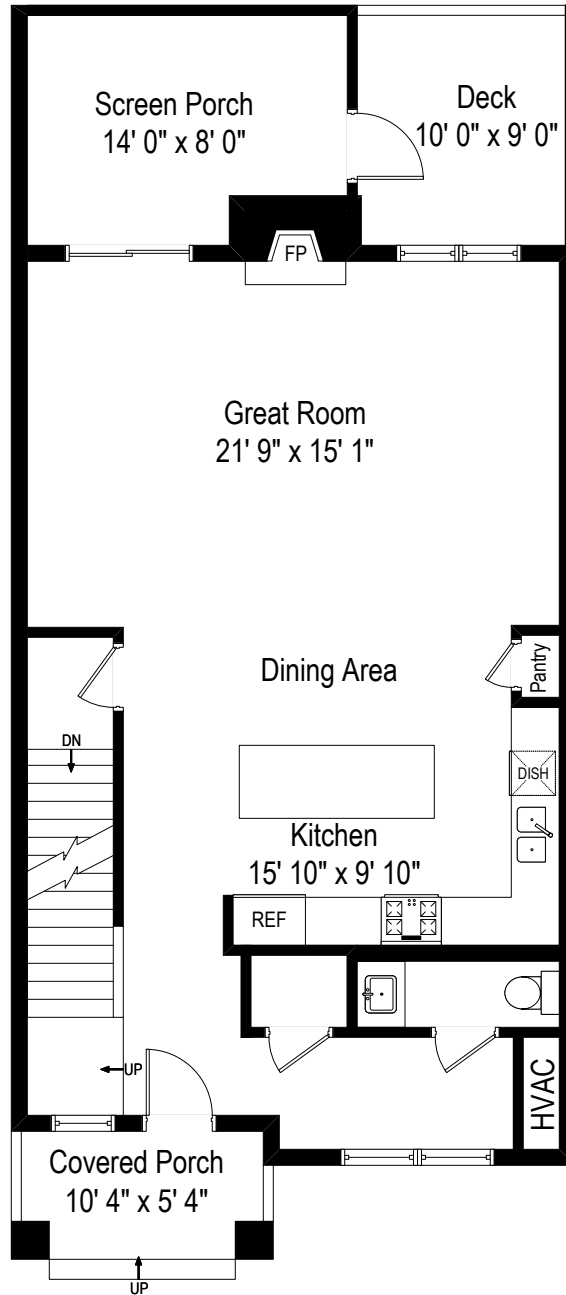 Screen Porch
14' 0" x 8' 0"
Deck
10' 0" x 9' 0"
FP
Great Room
21' 9" x 15' 1"
Dining Area
Pantry
DN
DISH
Kitchen
15' 10" x 9' 10"
REF
UP
HVAC
Covered Porch
10' 4" x 5' 4"
UP